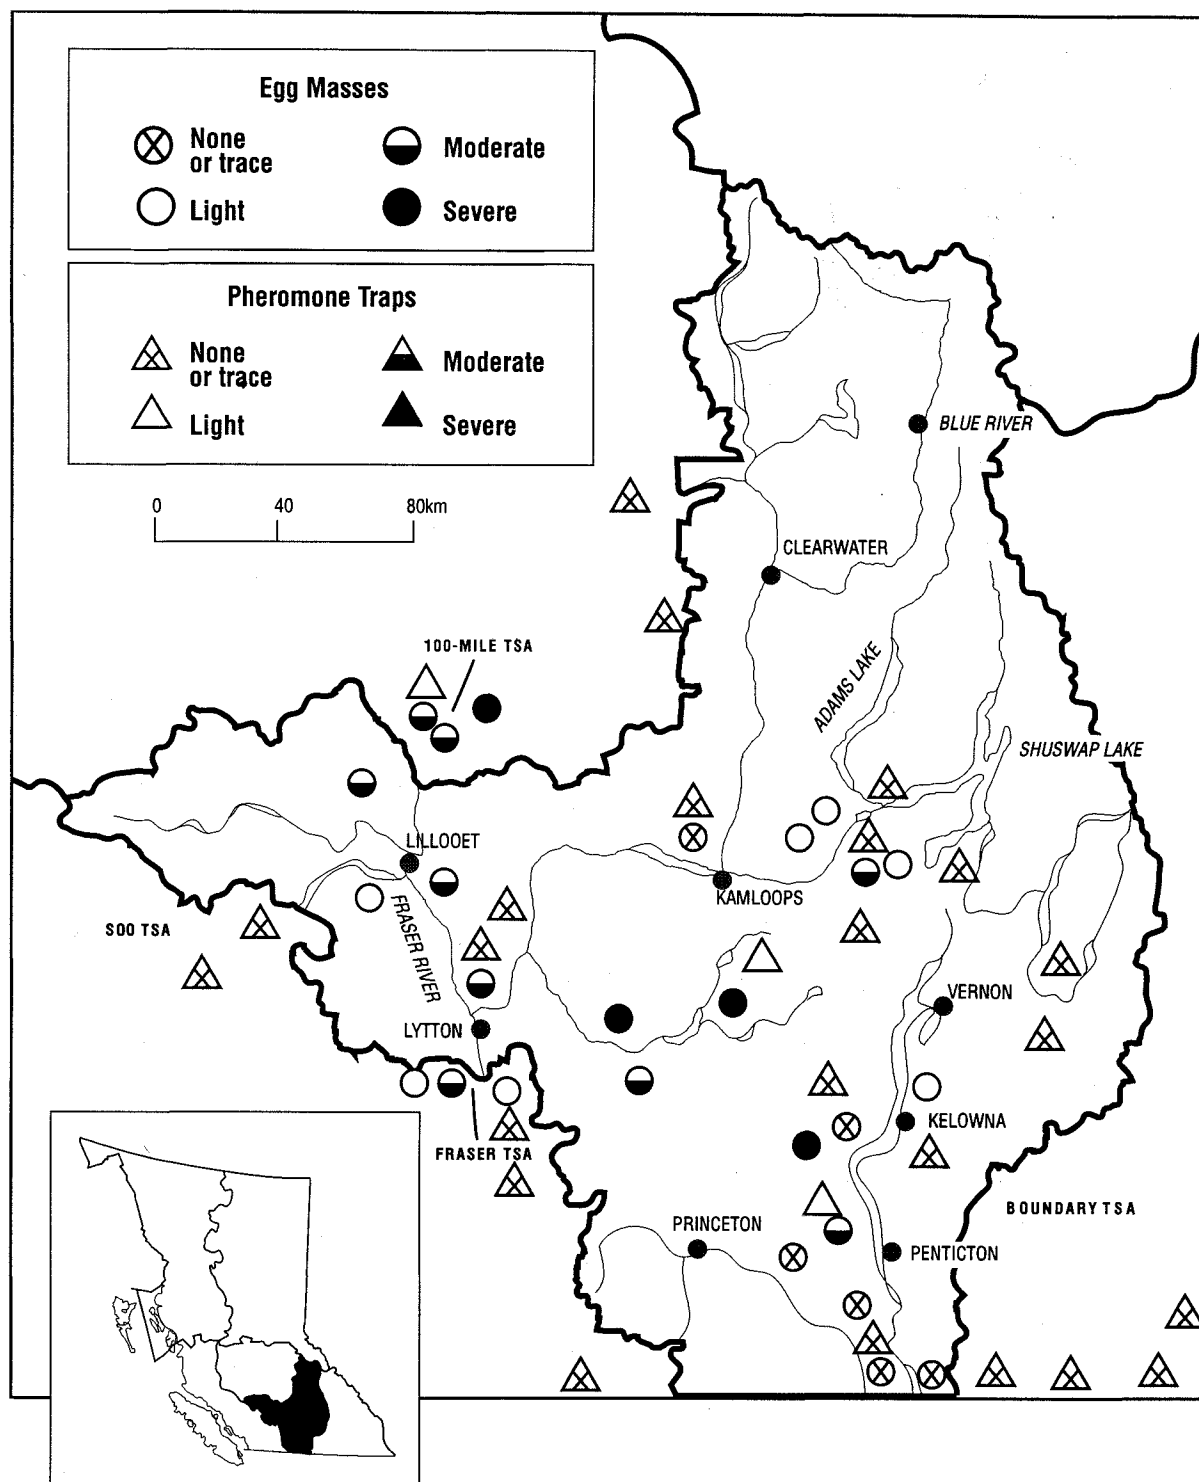 Egg Masses
None
or trace
Moderate
Light
Severe
Pheromone Traps
None
or trace
Moderate
Light
Severe
0 40 80km
BLUE RIVER
CLEARWATER
100-MILE TSA
ADAMS LAKE
SHUSWAP LAKE
LILLOOET
KAMLOOPS
SOO TSA
FRASER RIVER
VERNON
LYTTON
KELOWNA
FRASER TSA
BOUNDARY TSA
PRINCETON
PENTICTON